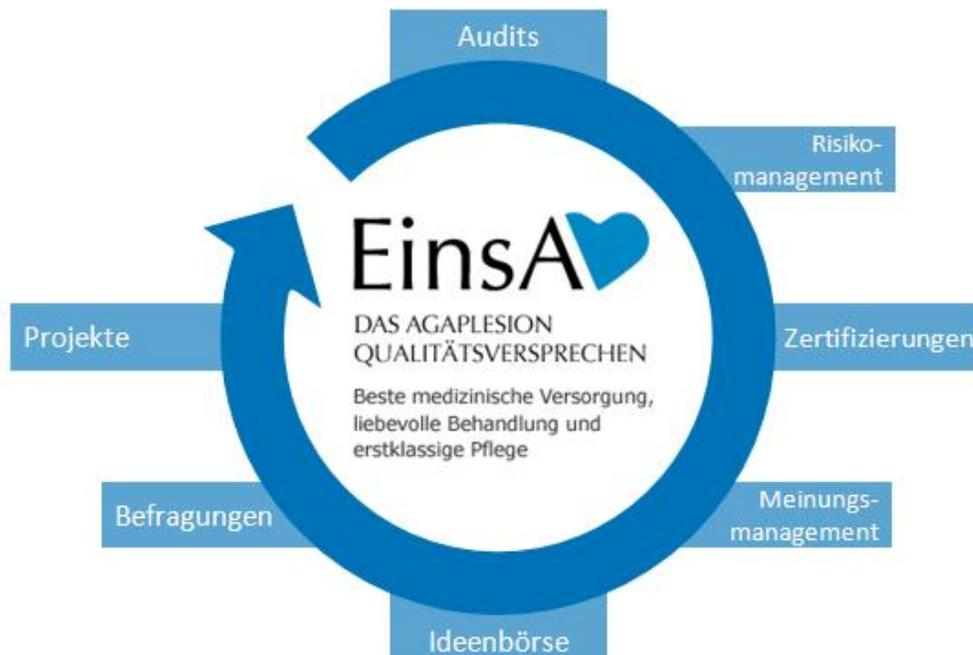 Audits
Risiko-
management
EinsA
DAS AGAPLESION
QUALITÄTSVERSPRECHEN
Beste medizinische Versorgung,
liebevolle Behandlung und
erstklassige Pflege
Projekte
Zertifizierungen
Befragungen
Meinungs-
management
Ideenbörse